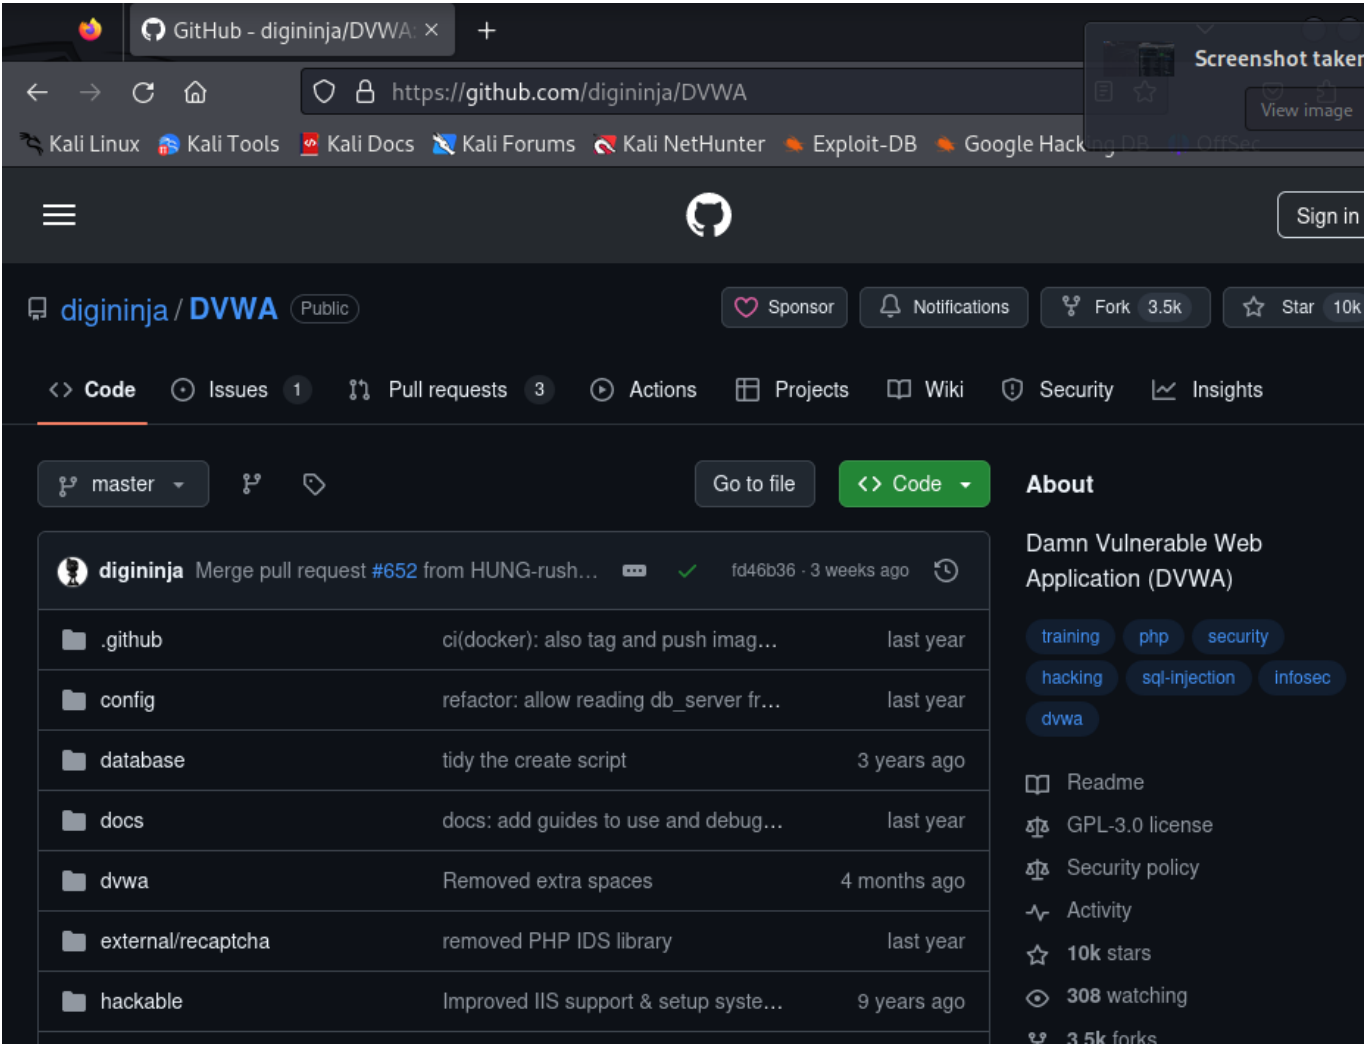 GitHub - digininja/DVWA:
Screenshot taken
https://github.com/digininja/DVWA
View image
Kali Linux Kali Tools Kali Docs Kali Forums Kali NetHunter Exploit-DB Google Hacking DB OffSec
Sign in
digininja / DVWA Public Sponsor Notifications Fork 3.5k Star 10k
Code Issues 1 Pull requests 3 Actions Projects Wiki Security Insights
master Go to file Code
digininja Merge pull request #652 from HUNG-rush... fd46b36 · 3 weeks ago
.github ci(docker): also tag and push imag... last year
config refactor: allow reading db_server fr... last year
database tidy the create script 3 years ago
docs docs: add guides to use and debug... last year
dvwa Removed extra spaces 4 months ago
external/recaptcha removed PHP IDS library last year
hackable Improved IIS support & setup syste... 9 years ago
About
Damn Vulnerable Web
Application (DVWA)
training php security
hacking sql-injection infosec
dvwa
Readme
GPL-3.0 license
Security policy
Activity
10k stars
308 watching
3.5k forks